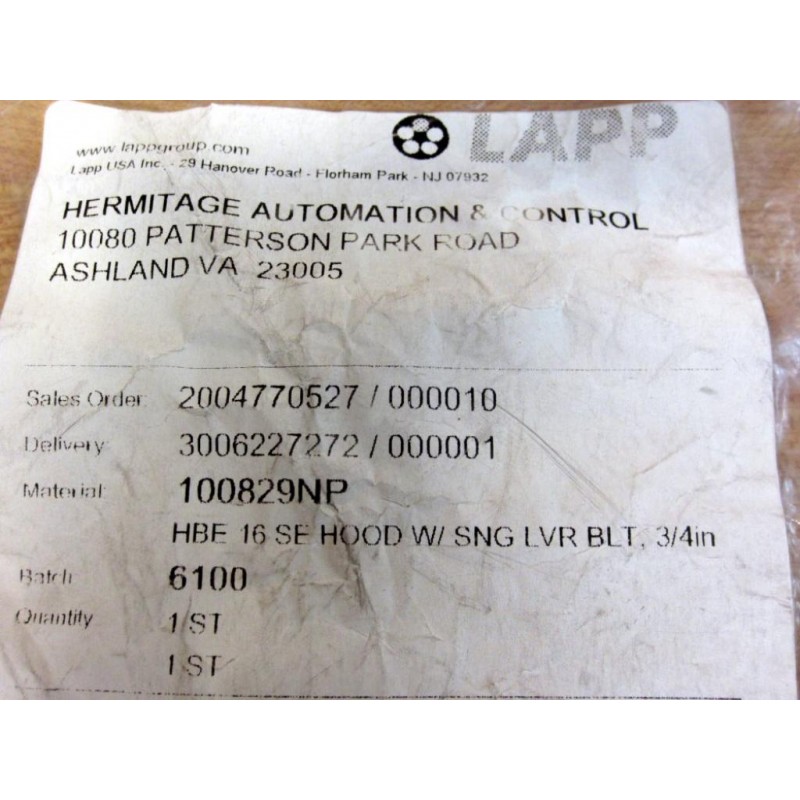 LAPP
www.lappgroup.com
Lapp USA Inc. - 29 Hanover Road - Florham Park - NJ 07932
HERMITAGE AUTOMATION & CONTROL
10080 PATTERSON PARK ROAD
ASHLAND VA 23005
Sales Order: 2004770527 / 000010
Delivery: 3006227272 / 000001
Material: 100829NP
HBE 16 SE HOOD W/ SNG LVR BLT, 3/4in
Batch 6100
Quantity 1 ST
1 ST